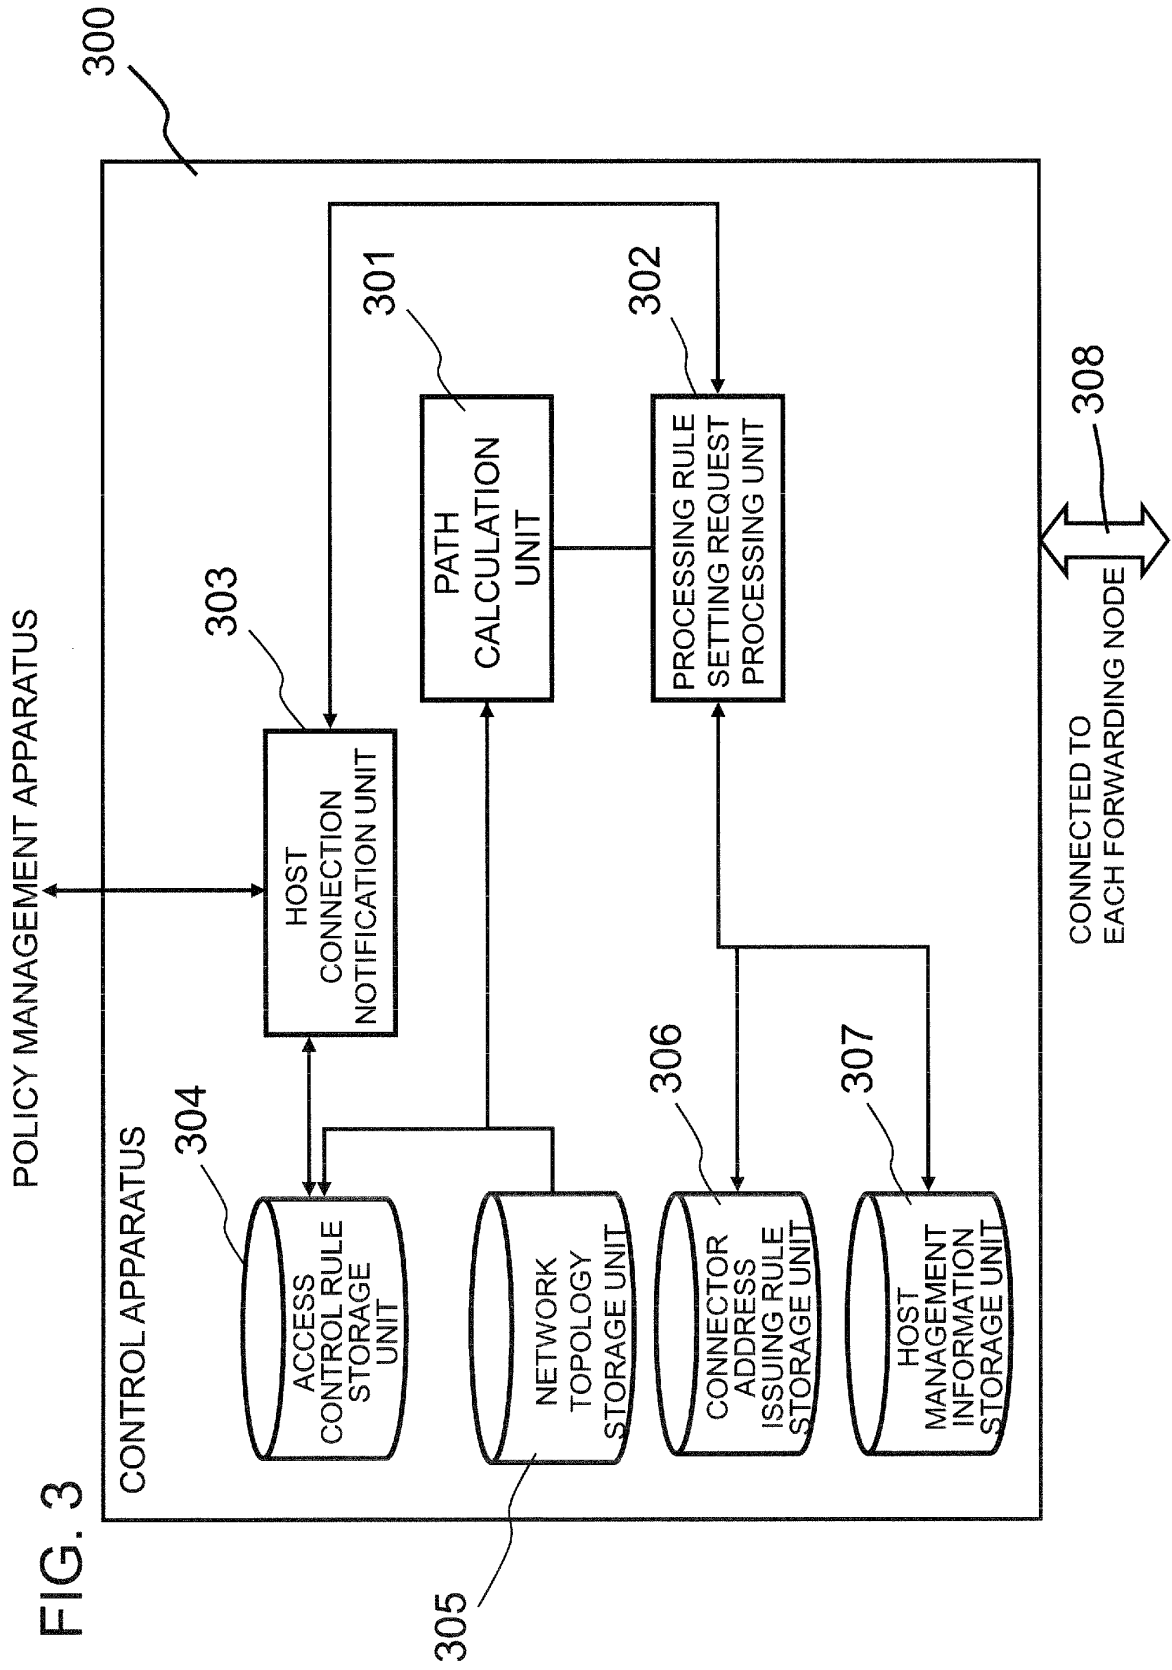 FIG. 3
POLICY MANAGEMENT APPARATUS
300
CONTROL APPARATUS
304
ACCESS
CONTROL RULE
STORAGE
UNIT
303
HOST
CONNECTION
NOTIFICATION UNIT
301
PATH
CALCULATION
UNIT
305
NETWORK
TOPOLOGY
STORAGE UNIT
302
PROCESSING RULE
SETTING REQUEST
PROCESSING UNIT
306
CONNECTOR
ADDRESS
ISSUING RULE
STORAGE UNIT
307
HOST
MANAGEMENT
INFORMATION
STORAGE UNIT
CONNECTED TO
EACH FORWARDING NODE
308